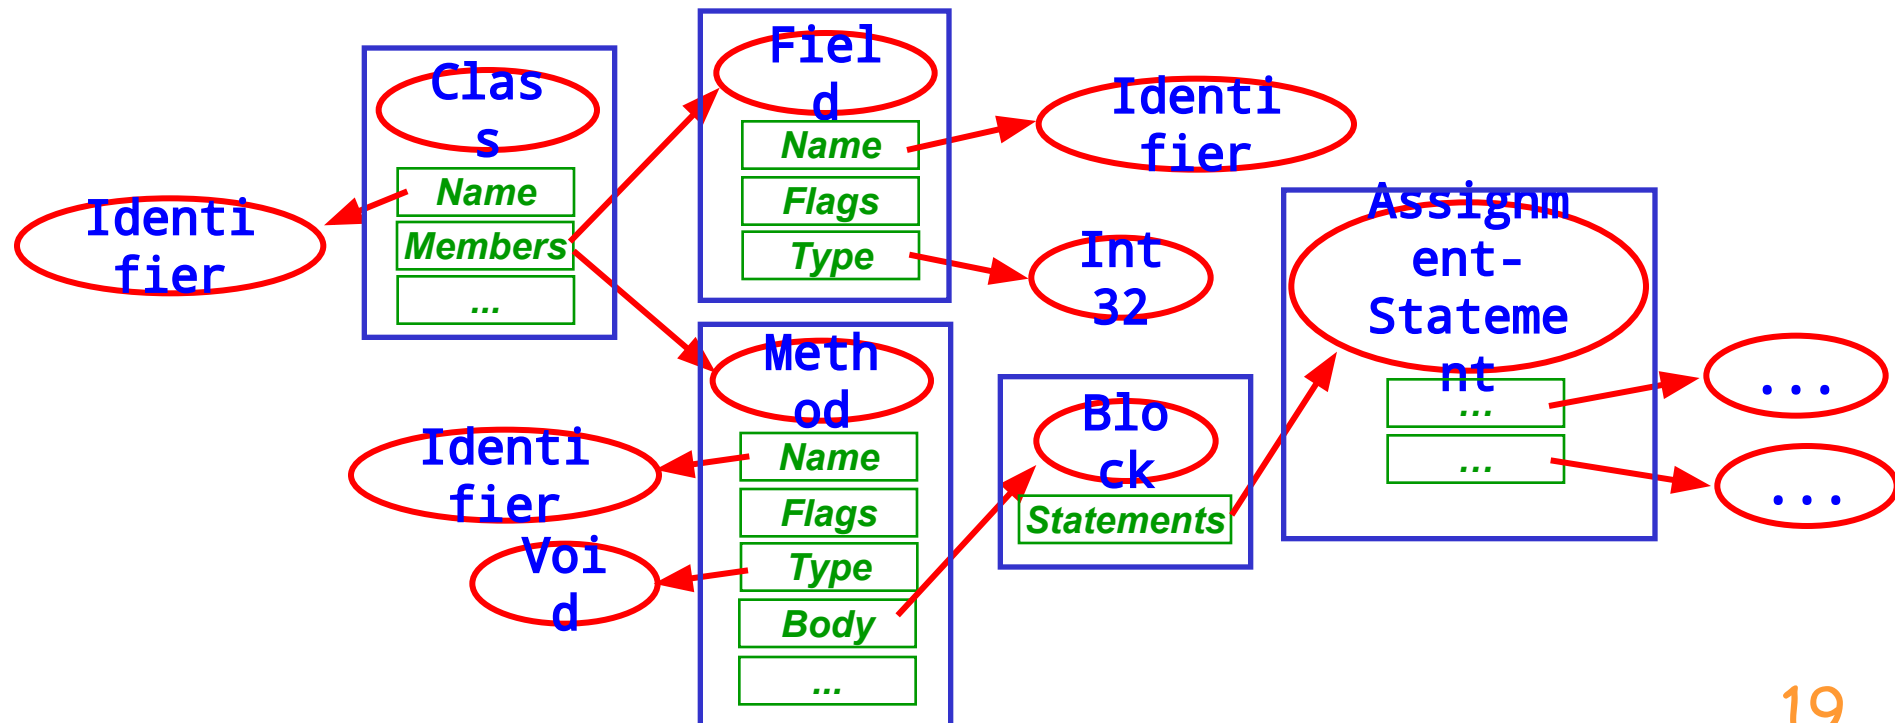 Clas
s
Name
Members
...
Identi
fier
Fiel
d
Name
Flags
Type
Identi
fier
Int
32
Meth
od
Name
Flags
Type
Body
...
Identi
fier
Voi
d
Blo
ck
Statements
Assignm
ent-
Stateme
nt
...
...
...
...
19